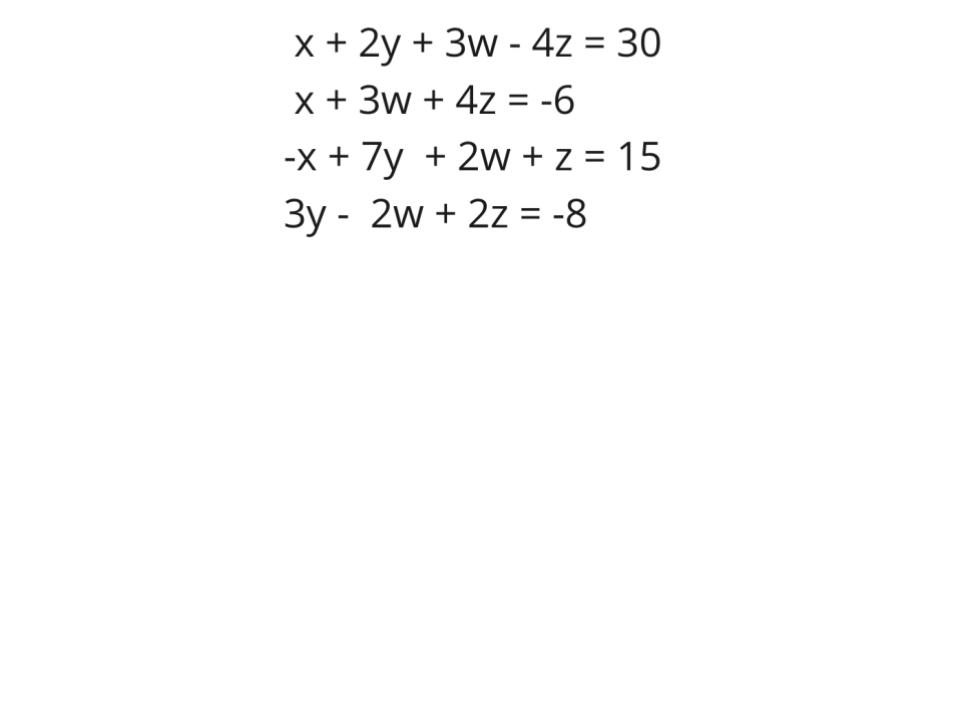 x + 2y + 3w - 4z = 30
x + 3w + 4z = -6
-x + 7y + 2w + z = 15
3y - 2w + 2z = -8